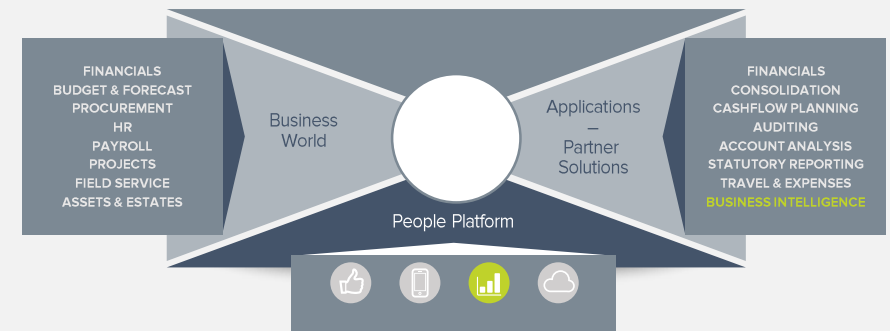 FINANCIALS
BUDGET & FORECAST
PROCUREMENT
HR
PAYROLL
PROJECTS
FIELD SERVICE
ASSETS & ESTATES
Business
World
Applications
–
Partner
Solutions
FINANCIALS
CONSOLIDATION
CASHFLOW PLANNING
AUDITING
ACCOUNT ANALYSIS
STATUTORY REPORTING
TRAVEL & EXPENSES
BUSINESS INTELLIGENCE
People Platform